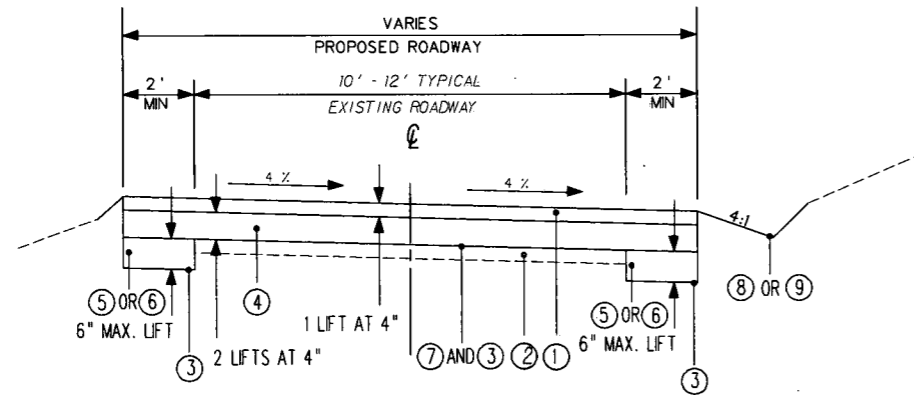 VARIES
PROPOSED ROADWAY
2'
MIN
10' - 12' TYPICAL
EXISTING ROADWAY
2'
MIN
℄
4 %
4 %
4:1
④
⑤ OR ⑥
6" MAX. LIFT
③
2 LIFTS AT 4"
1 LIFT AT 4"
⑦ AND ③
②
①
⑤ OR ⑥
6" MAX. LIFT
③
⑧ OR ⑨